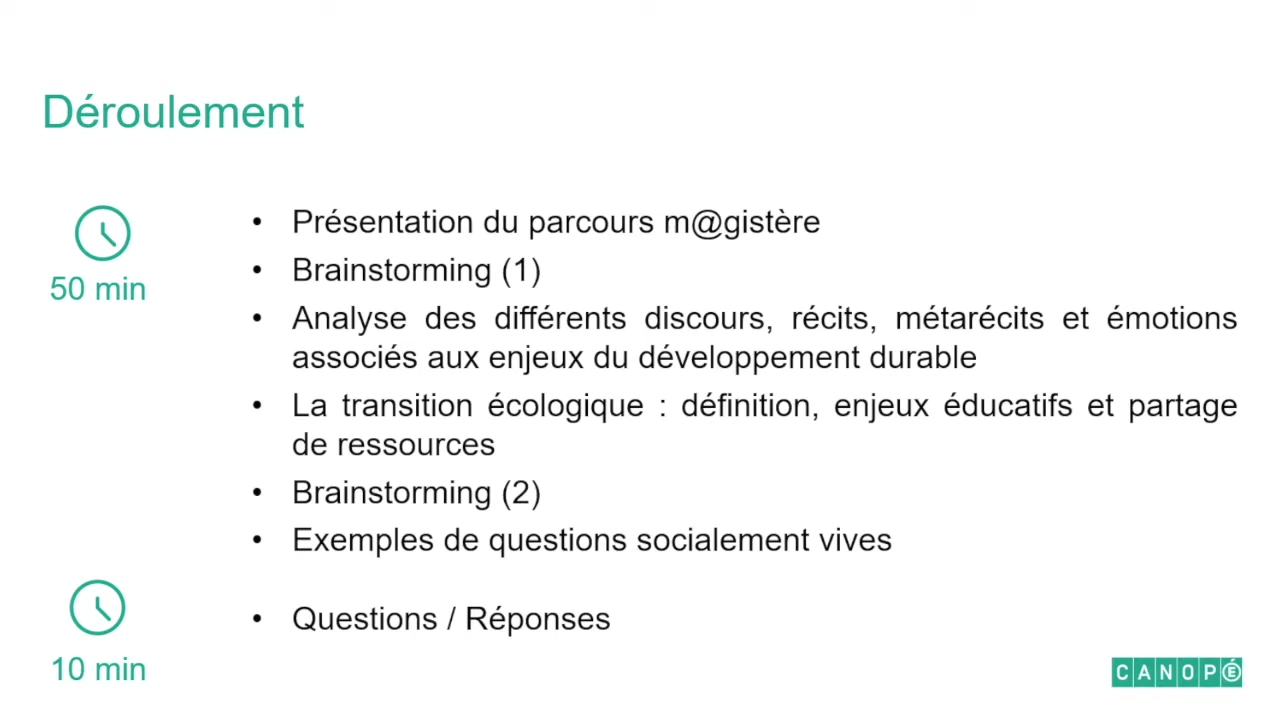 Déroulement
50 min
• Présentation du parcours m@gistère
• Brainstorming (1)
• Analyse des différents discours, récits, métarécits et émotions
associés aux enjeux du développement durable
• La transition écologique : définition, enjeux éducatifs et partage
de ressources
• Brainstorming (2)
• Exemples de questions socialement vives
10 min
• Questions / Réponses
CANOPÉ